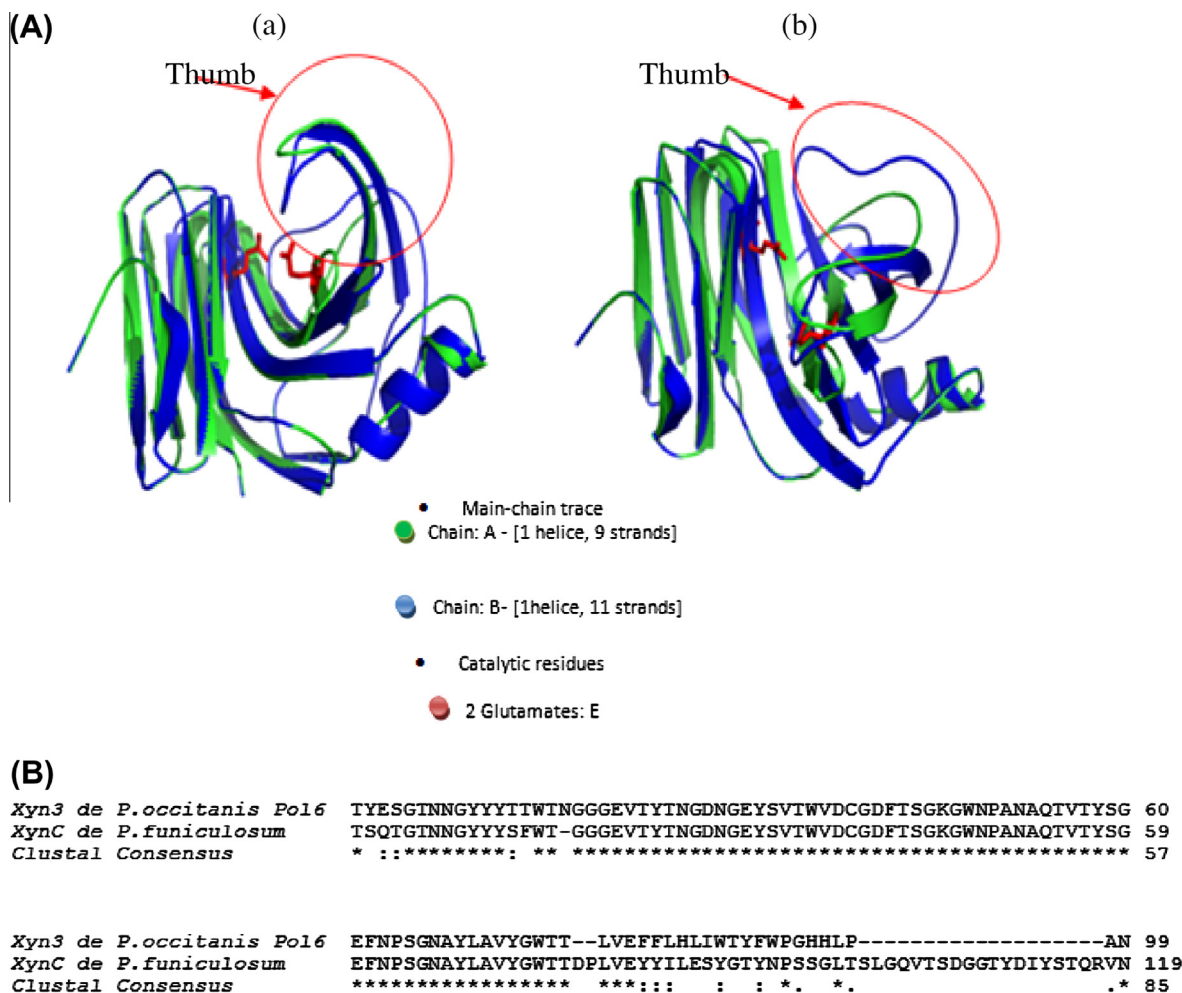 (A)
(a)
(b)
Thumb
Thumb
• Main-chain trace
Chain: A - [1 helice, 9 strands]
Chain: B- [1helice, 11 strands]
• Catalytic residues
2 Glutamates: E
(B)
Xyn3 de P.occitanis Pol6 TYESGTNNGYYYTTWTNGGGEVTYTNGDNGEYSVTWVDCGDFTSGKGWNPANAQTVTYSG 60
XynC de P.funiculosum TSQTGTNNGYYYSFWT-GGGEVTYTNGDNGEYSVTWVDCGDFTSGKGWNPANAQTVTYSG 59
Clustal Consensus * ::********: ** ******************************************* 57
Xyn3 de P.occitanis Pol6 EFNPSGNAYLAVYGWTT--LVEFFLHLIWTYFWPGHHLP-------------------AN 99
XynC de P.funiculosum EFNPSGNAYLAVYGWTTDPLVEYYILESYGTYNPSSGLTSLGQVTSDGGTYDIYSTQRVN 119
Clustal Consensus ***************** ***::: : : *. *. .* 85